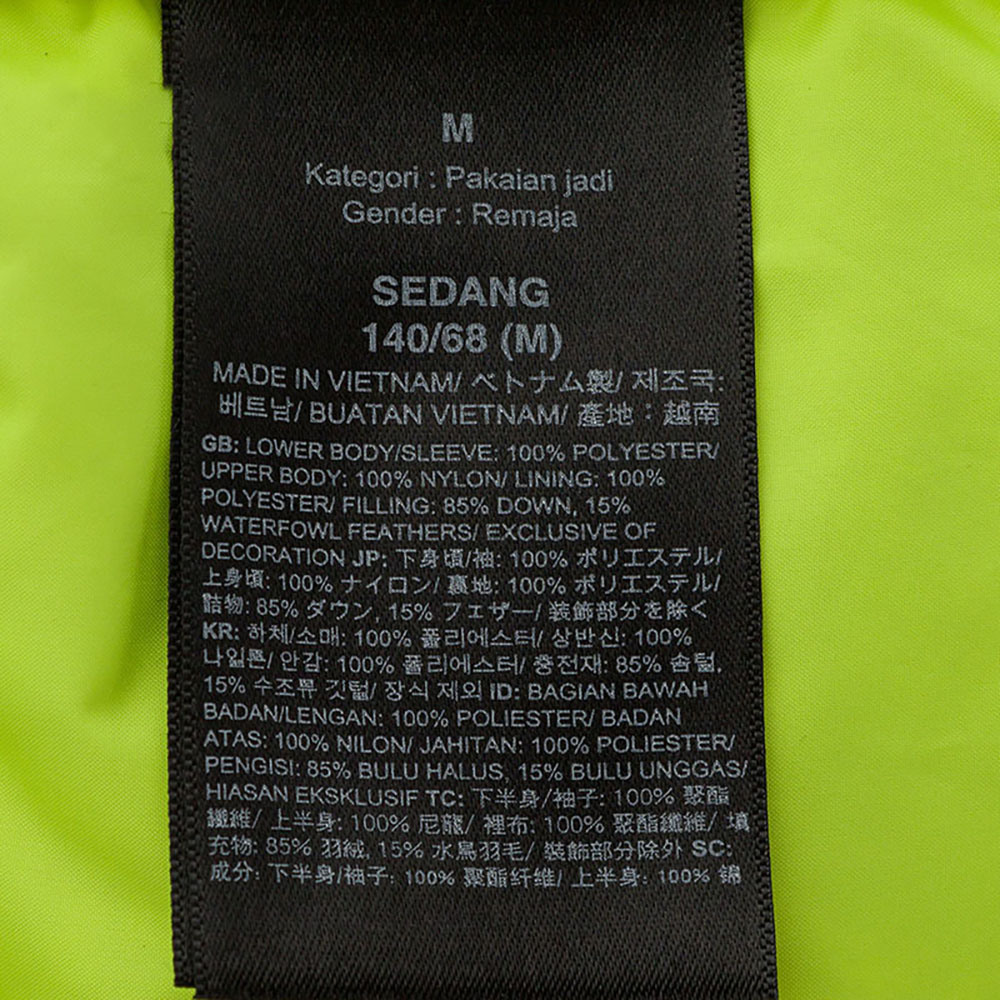 M
Kategori : Pakaian jadi
Gender : Remaja
SEDANG
140/68 (M)
MADE IN VIETNAM/ ベトナム製/ 제조국:
베트남/ BUATAN VIETNAM/ 產地：越南
GB: LOWER BODY/SLEEVE: 100% POLYESTER/
UPPER BODY: 100% NYLON/ LINING: 100%
POLYESTER/ FILLING: 85% DOWN, 15%
WATERFOWL FEATHERS/ EXCLUSIVE OF
DECORATION JP: 下身頃/袖: 100% ポリエステル/
上身頃: 100% ナイロン/ 裏地: 100% ポリエステル/
詰物: 85% ダウン, 15% フェザー/ 装飾部分を除く
KR: 하체/소매: 100% 폴리에스터/ 상반신: 100%
나일론/ 안감: 100% 폴리에스터/ 충전재: 85% 솜털,
15% 수조류 깃털/ 장식 제외 ID: BAGIAN BAWAH
BADAN/LENGAN: 100% POLIESTER/ BADAN
ATAS: 100% NILON/ JAHITAN: 100% POLIESTER/
PENGISI: 85% BULU HALUS, 15% BULU UNGGAS/
HIASAN EKSKLUSIF TC: 下半身/袖子: 100% 聚酯
纖維/ 上半身: 100% 尼龍/ 裡布: 100% 聚酯纖維/ 填
充物: 85% 羽絨, 15% 水鳥羽毛/ 裝飾部分除外 SC:
成分: 下半身/袖子: 100% 聚酯纤维/ 上半身: 100% 锦